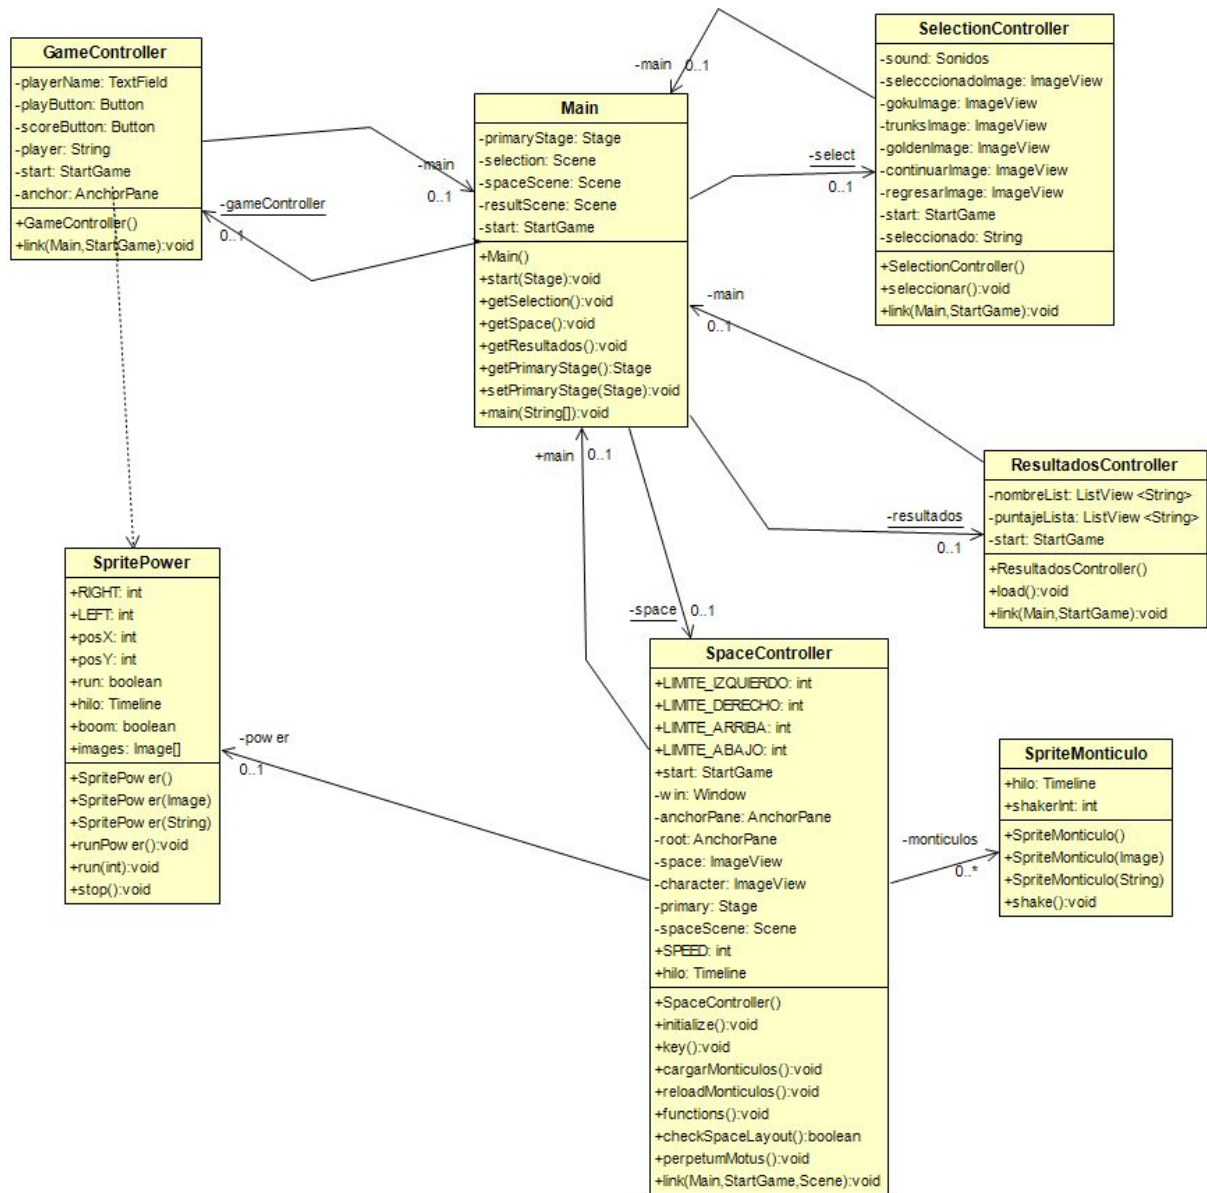 GameController
-playerName: TextField
-playButton: Button
-scoreButton: Button
-player: String
-start: StartGame
-anchor: AnchorPane
+GameController()
+link(Main,StartGame):void
-main
0..1
-gameController
0..1
Main
-primaryStage: Stage
-selection: Scene
-spaceScene: Scene
-resultScene: Scene
-start: StartGame
+Main()
+start(Stage):void
+getSelection():void
+getSpace():void
+getResultados():void
+getPrimaryStage():Stage
+setPrimaryStage(Stage):void
+main(String[]):void
-main
0..1
-select
0..1
SelectionController
-sound: Sonidos
-selecccionadoImage: ImageView
-gokuImage: ImageView
-trunksImage: ImageView
-goldenImage: ImageView
-continuarImage: ImageView
-regresarImage: ImageView
-start: StartGame
-seleccionado: String
+SelectionController()
+seleccionar():void
+link(Main,StartGame):void
-main
0..1
+main
0..1
-resultados
0..1
ResultadosController
-nombreList: ListView <String>
-puntajeLista: ListView <String>
-start: StartGame
+ResultadosController()
+load():void
+link(Main,StartGame):void
SpritePower
+RIGHT: int
+LEFT: int
+posX: int
+posY: int
+run: boolean
+hilo: Timeline
+boom: boolean
+images: Image[]
+SpritePower()
+SpritePower(Image)
+SpritePower(String)
+runPower():void
+run(int):void
+stop():void
-power
0..1
-space
0..1
SpaceController
+LIMITE_IZQUIERDO: int
+LIMITE_DERECHO: int
+LIMITE_ARRIBA: int
+LIMITE_ABAJO: int
+start: StartGame
-win: Window
-anchorPane: AnchorPane
-root: AnchorPane
-space: ImageView
-character: ImageView
-primary: Stage
-spaceScene: Scene
+SPEED: int
+hilo: Timeline
+SpaceController()
+initialize():void
+key():void
+cargarMonticulos():void
+reloadMonticulos():void
+functions():void
+checkSpaceLayout():boolean
+perpetumMotus():void
+link(Main,StartGame,Scene):void
-monticulos
0..*
SpriteMonticulo
+hilo: Timeline
+shakerInt: int
+SpriteMonticulo()
+SpriteMonticulo(Image)
+SpriteMonticulo(String)
+shake():void